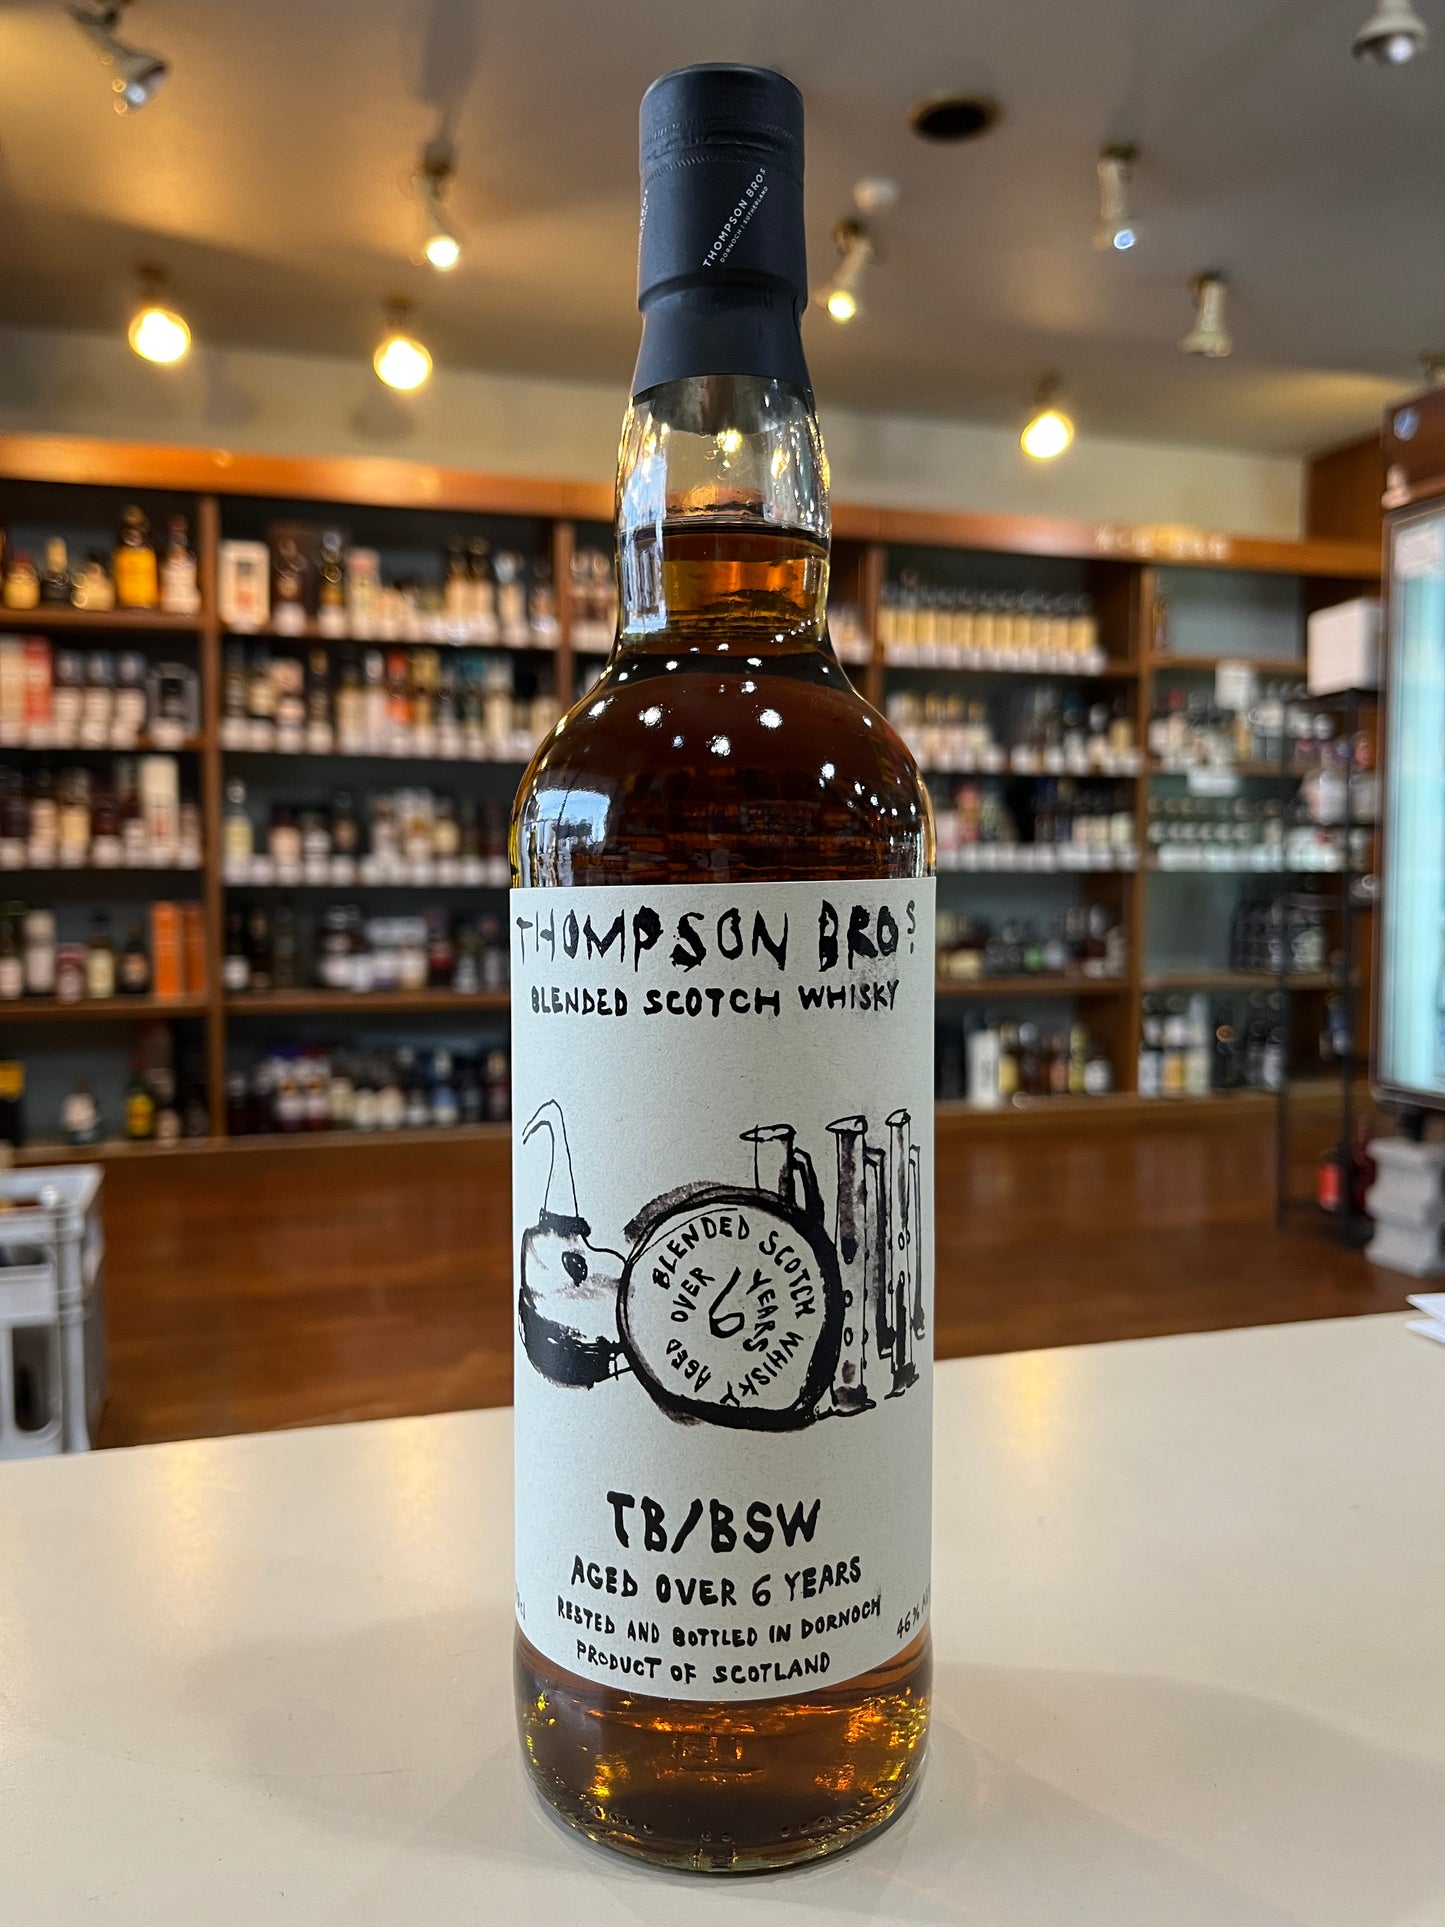 THOMPSON BROS
DORNOCH | SUTHERLAND
THOMPSON BROS.
BLENDED SCOTCH WHISKY
BLENDED SCOTCH WHISKY
AGED OVER 6 YEARS
TB/BSW
AGED OVER 6 YEARS
RESTED AND BOTTLED IN DORNOCH
46%
PRODUCT OF SCOTLAND